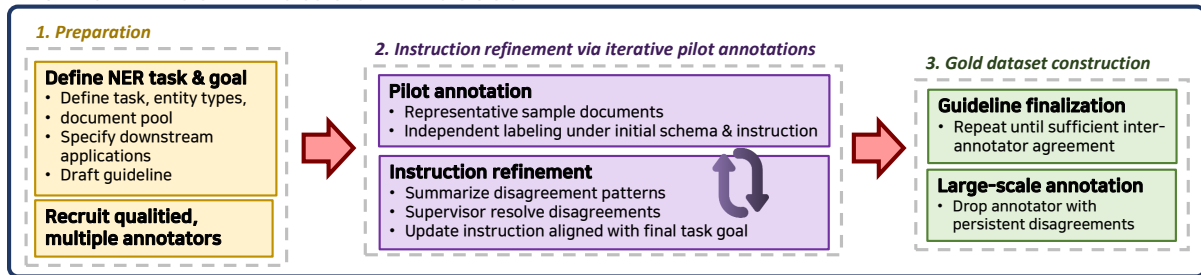 1. Preparation
Define NER task & goal
• Define task, entity types,
• document pool
• Specify downstream
applications
• Draft guideline
Recruit qualitied,
multiple annotators
2. Instruction refinement via iterative pilot annotations
Pilot annotation
• Representative sample documents
• Independent labeling under initial schema & instruction
Instruction refinement
• Summarize disagreement patterns
• Supervisor resolve disagreements
• Update instruction aligned with final task goal
3. Gold dataset construction
Guideline finalization
• Repeat until sufficient inter-
annotator agreement
Large-scale annotation
• Drop annotator with
persistent disagreements